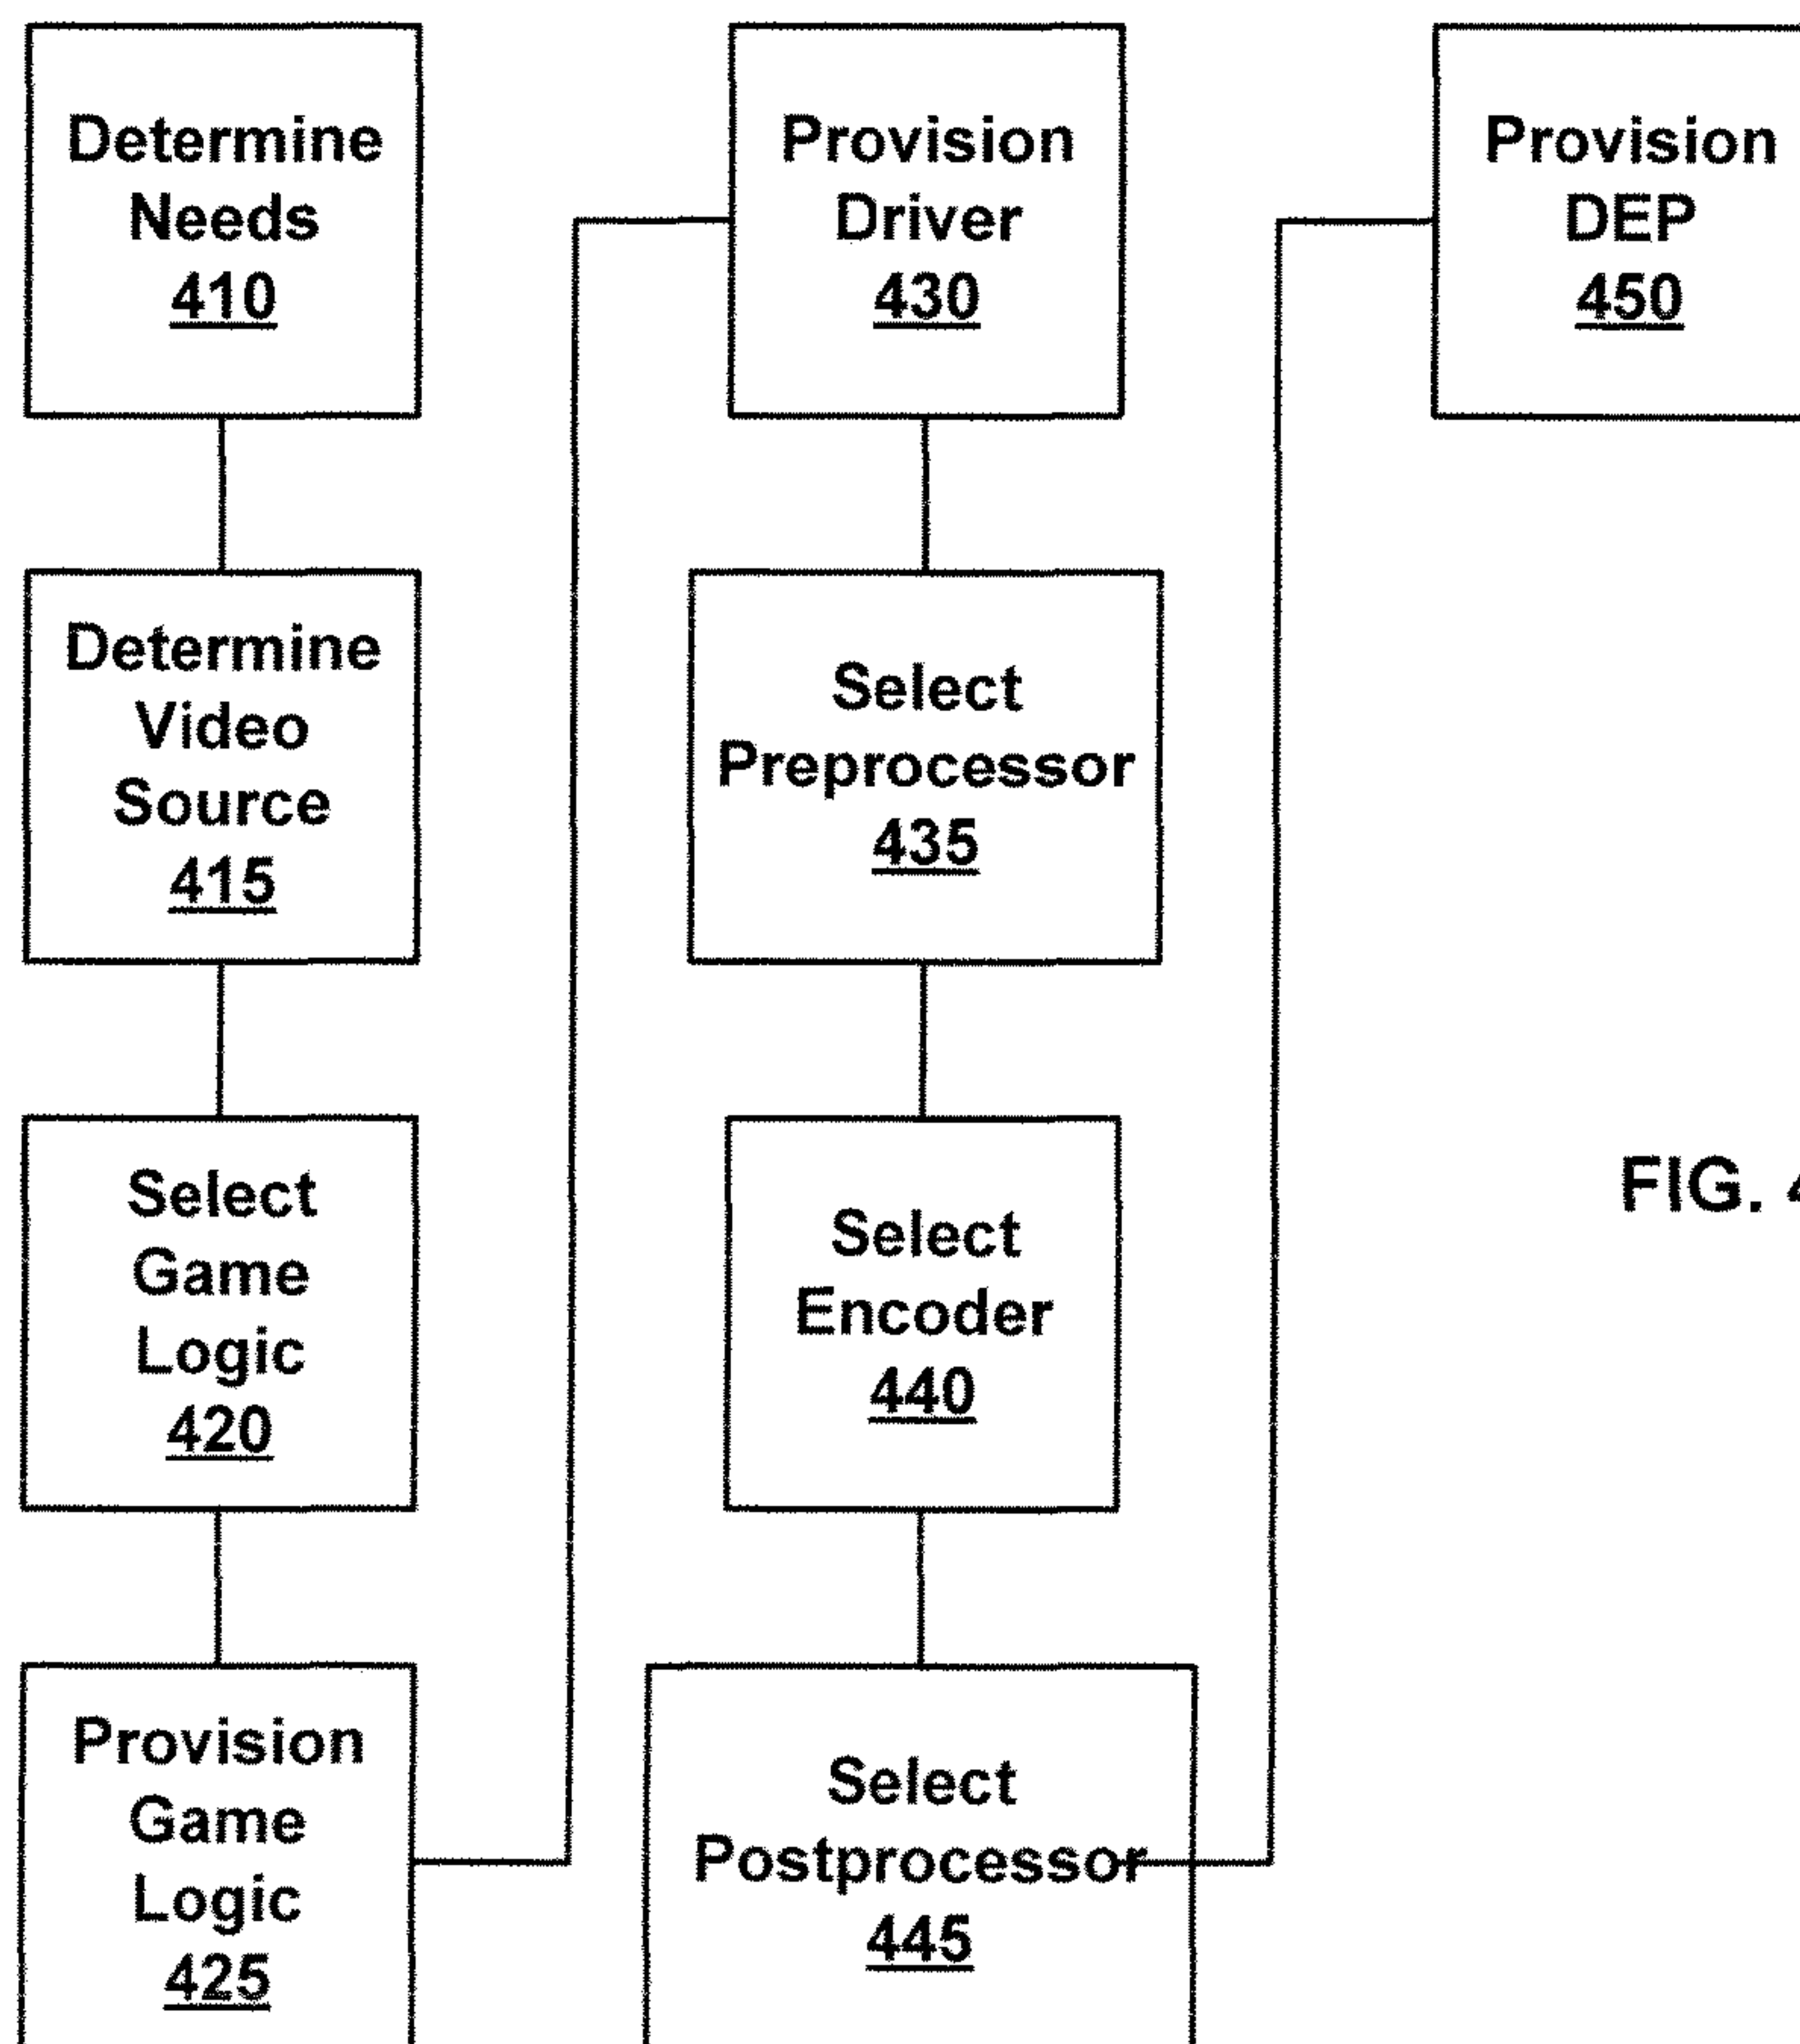 Determine
Needs
410
Determine
Video
Source
415
Select
Game
Logic
420
Provision
Game
Logic
425
Provision
Driver
430
Select
Preprocessor
435
Select
Encoder
440
Select
Postprocessor
445
Provision
DEP
450
FIG. 4